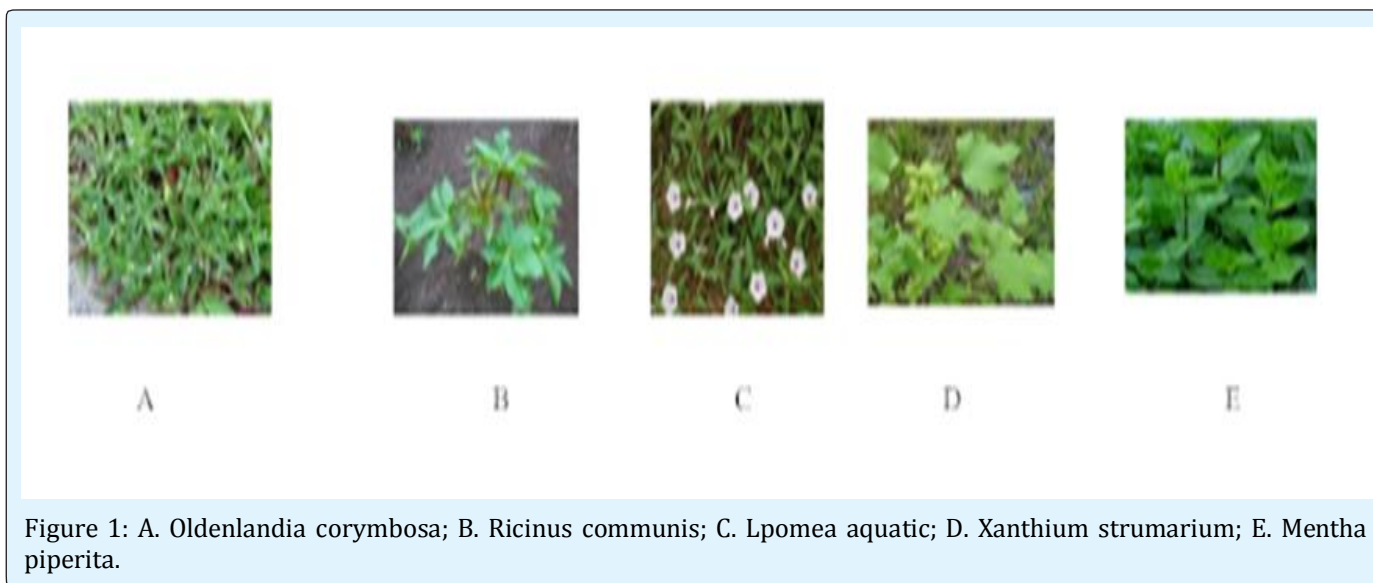 A B C D E
Figure 1: A. Oldenlandia corymbosa; B. Ricinus communis; C. Lpomea aquatic; D. Xanthium strumarium; E. Mentha
piperita.